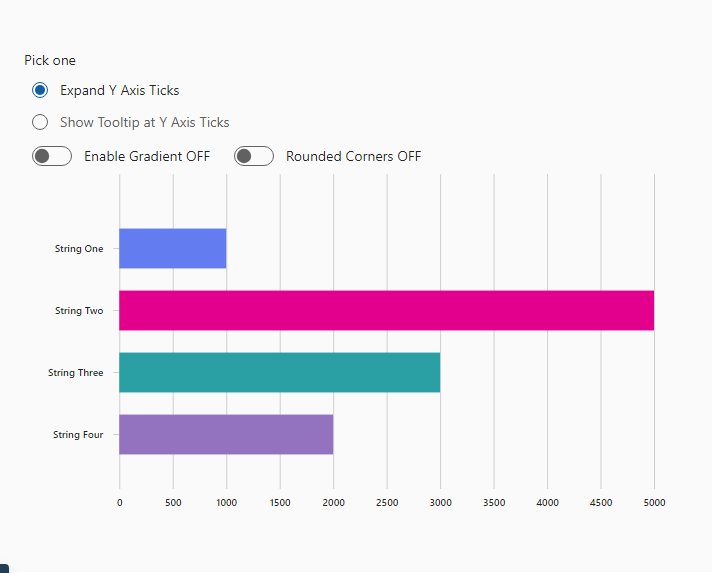 Pick one
Expand Y Axis Ticks
Show Tooltip at Y Axis Ticks
Enable Gradient OFF Rounded Corners OFF
String One
String Two
String Three
String Four
0 500 1000 1500 2000 2500 3000 3500 4000 4500 5000